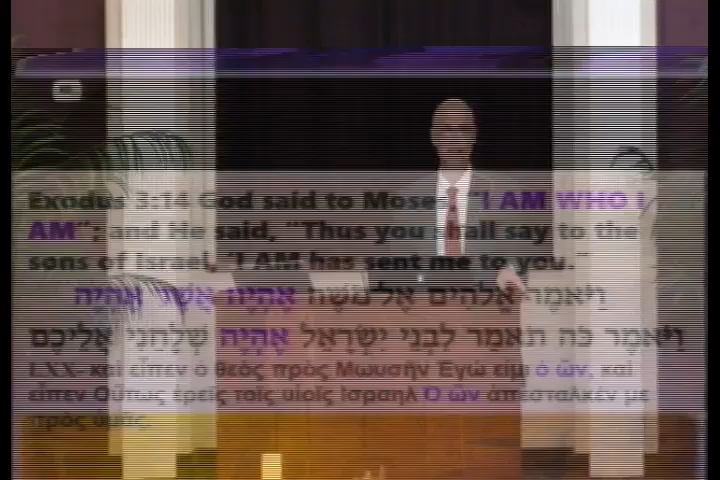 Exodus 3:14 God said to Moses, "I AM WHO I
AM"; and He said, "Thus you shall say to the
sons of Israel, 'I AM has sent me to you.'"
וַיֹּאמֶר אֱלֹהִים אֶל־מֹשֶׁה אֶהְיֶה אֲשֶׁר אֶהְיֶה
וַיֹּאמֶר כֹּה תֹאמַר לִבְנֵי יִשְׂרָאֵל אֶהְיֶה שְׁלָחַנִי אֲלֵיכֶם
LXX- καὶ εἶπεν ὁ θεὸς πρὸς Μωυσῆν Ἐγώ εἰμι ὁ ὤν, καὶ
εἶπεν Οὕτως ἐρεῖς τοῖς υἱοῖς Ισραηλ Ὁ ὢν ἀπέσταλκέν με
πρὸς ὑμᾶς.